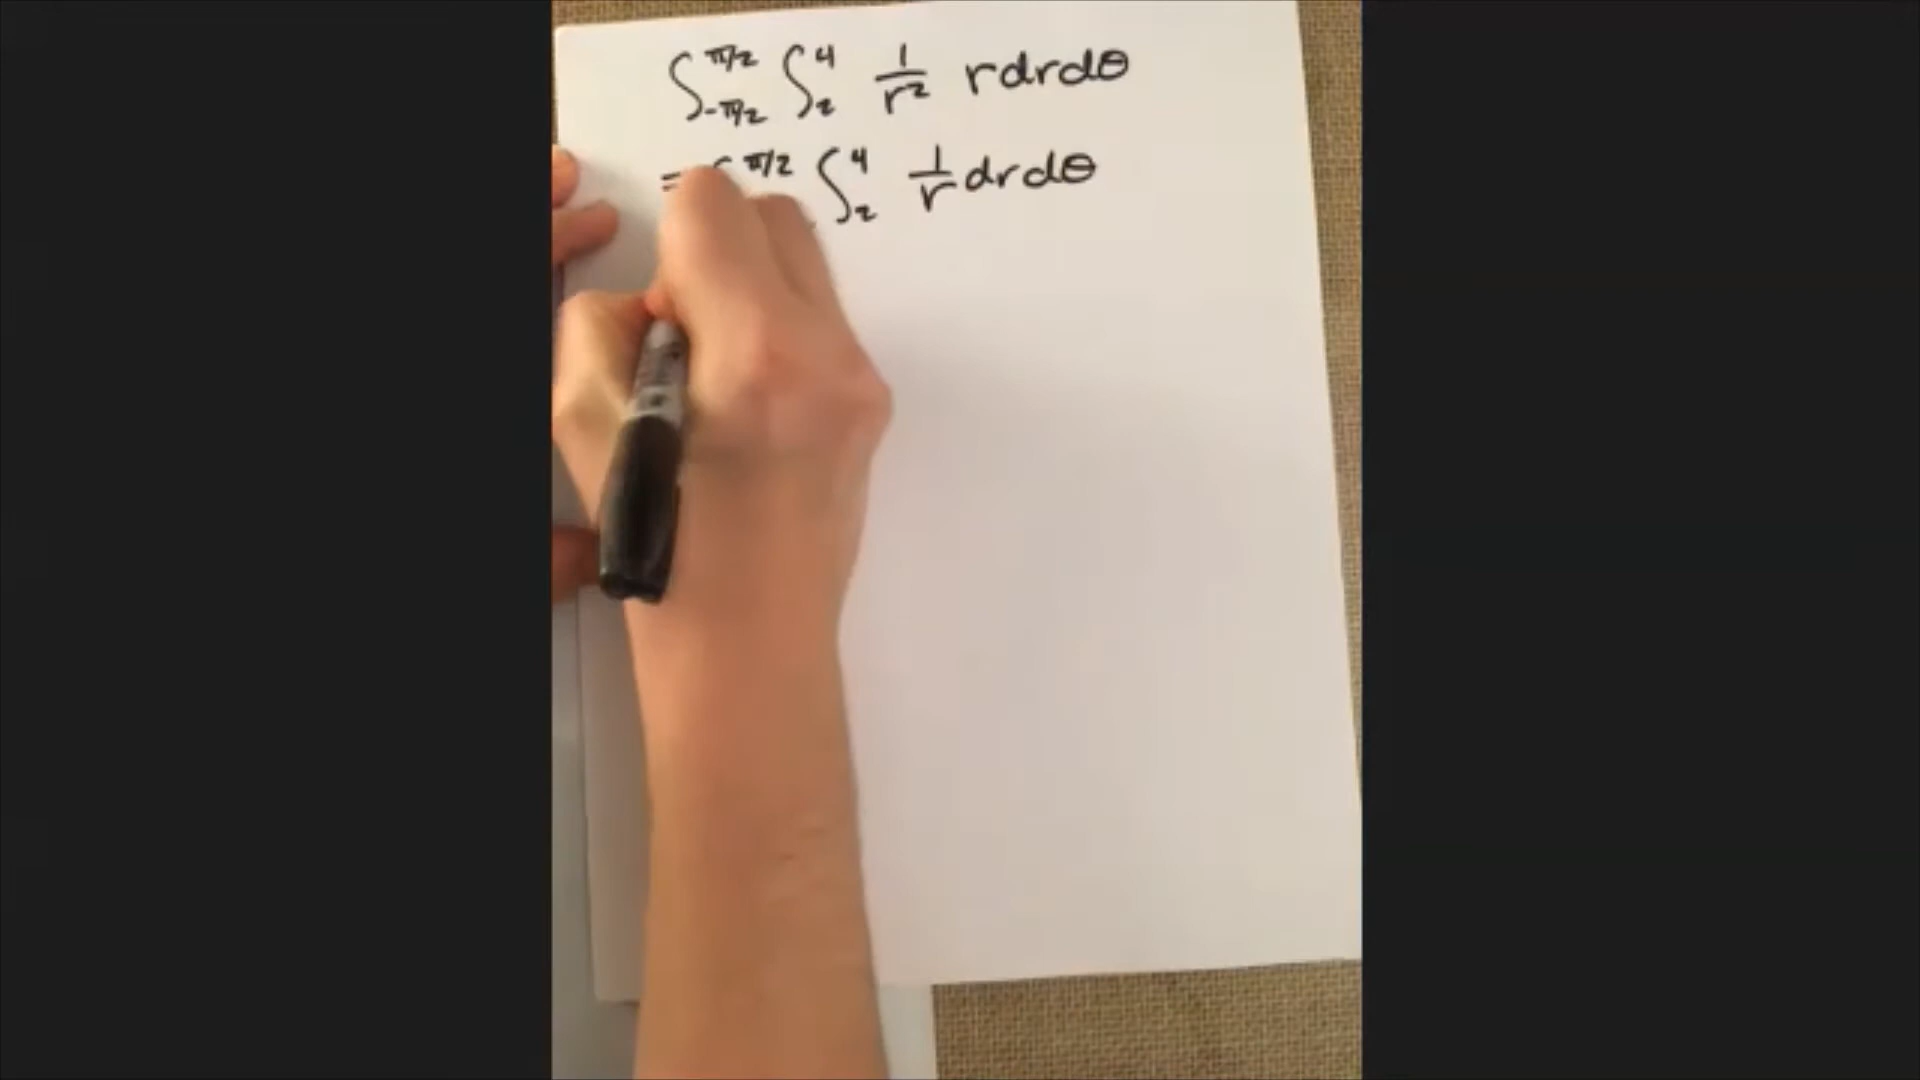 ∫_{-π/2}^{π/2} ∫_2^4 1/r² r dr dθ
= ∫^{π/2} ∫_2^4 1/r dr dθ